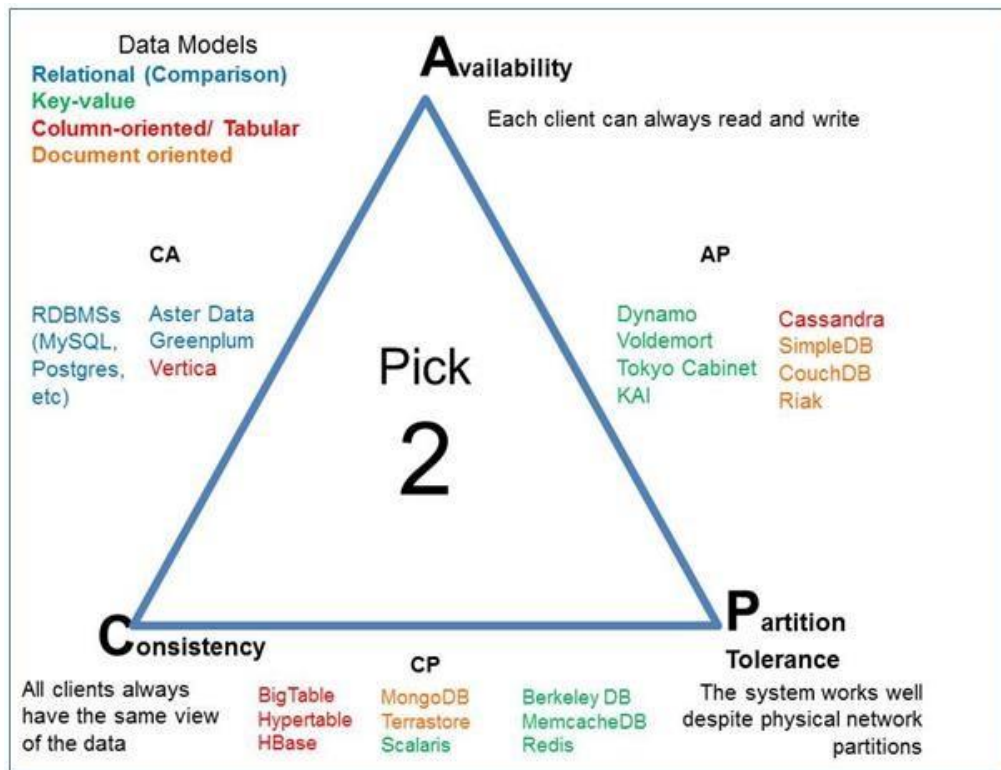 Data Models
Relational (Comparison)
Key-value
Column-oriented/ Tabular
Document oriented
Availability
Each client can always read and write
CA
RDBMSs
(MySQL,
Postgres,
etc)
Aster Data
Greenplum
Vertica
Pick
2
AP
Dynamo
Voldemort
Tokyo Cabinet
KAI
Cassandra
SimpleDB
CouchDB
Riak
Consistency
All clients always
have the same view
of the data
CP
BigTable
Hypertable
HBase
MongoDB
Terrastore
Scalaris
Berkeley DB
MemcacheDB
Redis
Partition
Tolerance
The system works well
despite physical network
partitions